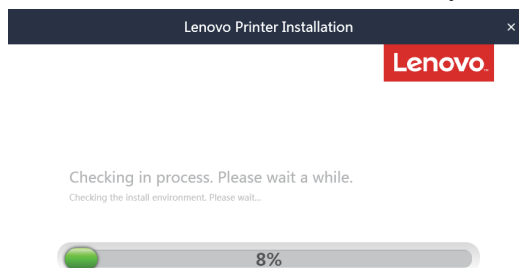 Lenovo Printer Installation
Lenovo
Checking in process. Please wait a while.
Checking the install environment. Please wait...
8%